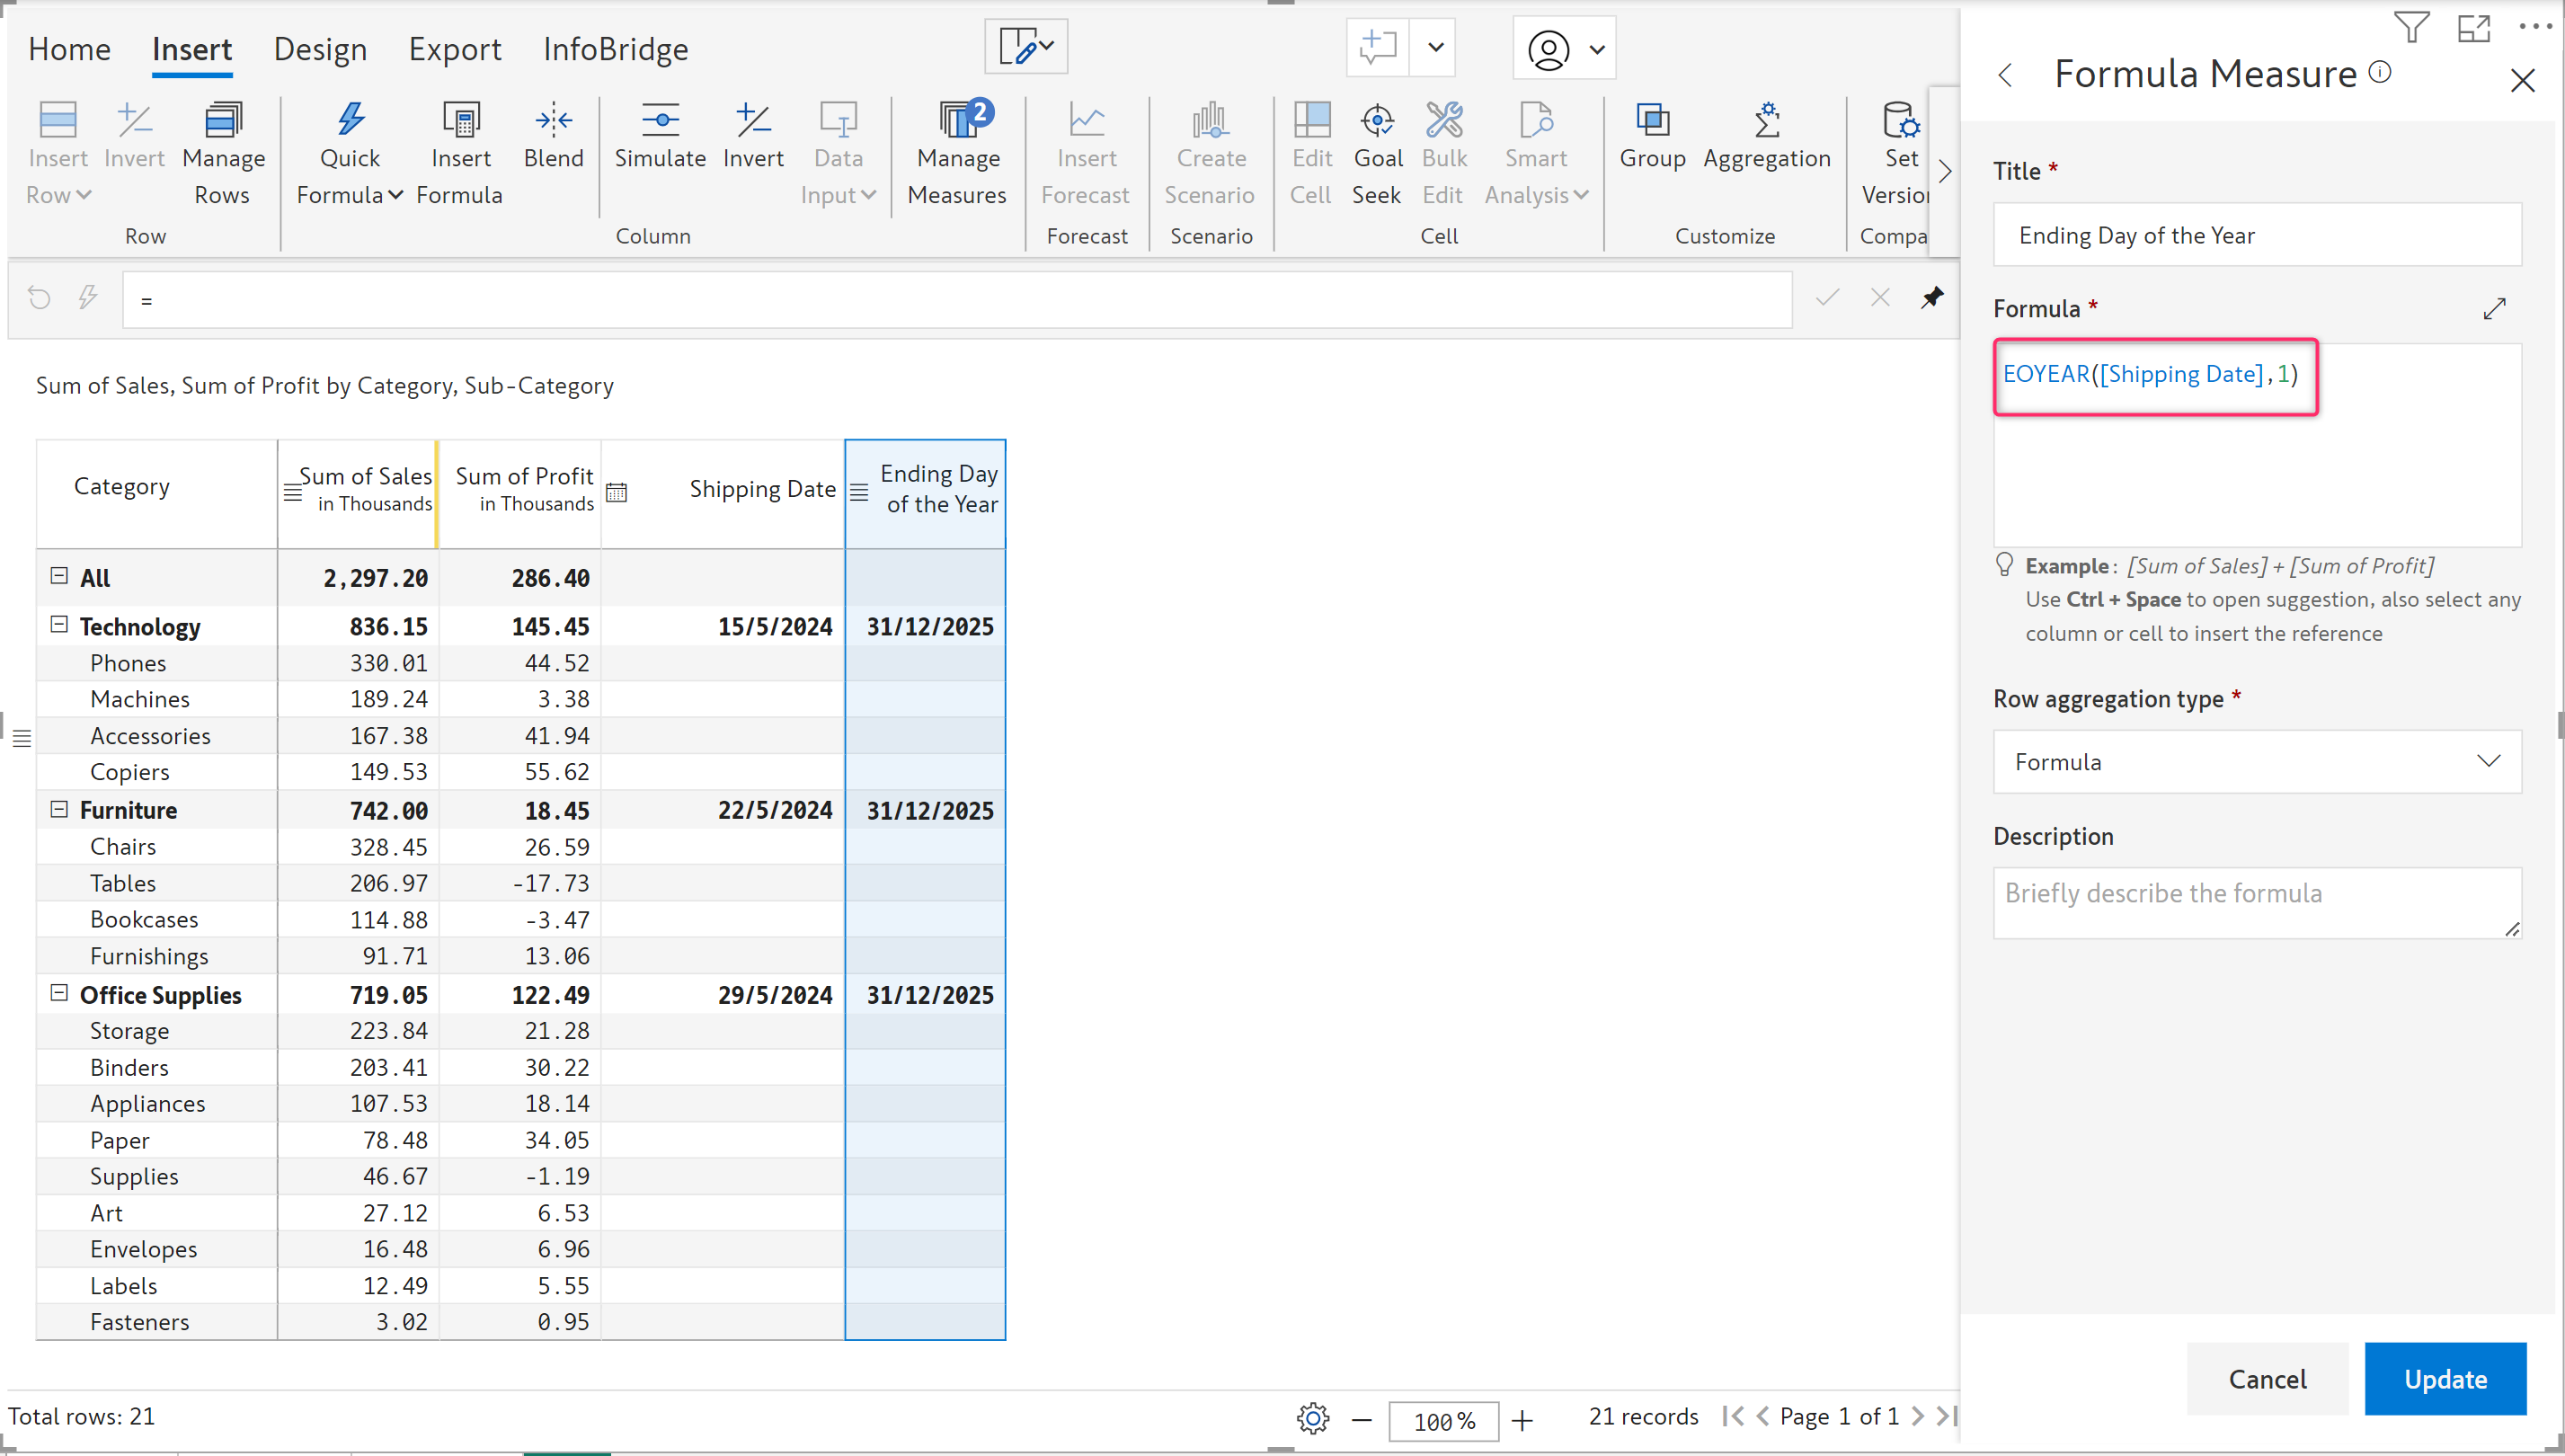 Home Insert Design Export InfoBridge
Insert Row
Invert
Manage Rows
Row
Quick Formula
Insert Formula
Blend
Simulate
Invert
Data Input
Column
2
Manage Measures
Insert Forecast
Forecast
Create Scenario
Scenario
Edit Cell
Goal Seek
Bulk Edit
Smart Analysis
Cell
Group
Aggregation
Customize
Set
Versio
Compa
=
Sum of Sales, Sum of Profit by Category, Sub-Category
Category
Sum of Sales
in Thousands
Sum of Profit
in Thousands
Shipping Date
Ending Day
of the Year
All 2,297.20 286.40
Technology 836.15 145.45 15/5/2024 31/12/2025
Phones 330.01 44.52
Machines 189.24 3.38
Accessories 167.38 41.94
Copiers 149.53 55.62
Furniture 742.00 18.45 22/5/2024 31/12/2025
Chairs 328.45 26.59
Tables 206.97 -17.73
Bookcases 114.88 -3.47
Furnishings 91.71 13.06
Office Supplies 719.05 122.49 29/5/2024 31/12/2025
Storage 223.84 21.28
Binders 203.41 30.22
Appliances 107.53 18.14
Paper 78.48 34.05
Supplies 46.67 -1.19
Art 27.12 6.53
Envelopes 16.48 6.96
Labels 12.49 5.55
Fasteners 3.02 0.95
Total rows: 21
100 %
21 records
Page 1 of 1
Formula Measure
Title *
Ending Day of the Year
Formula *
EOYEAR([Shipping Date],1)
Example: [Sum of Sales] + [Sum of Profit]
Use Ctrl + Space to open suggestion, also select any
column or cell to insert the reference
Row aggregation type *
Formula
Description
Briefly describe the formula
Cancel
Update